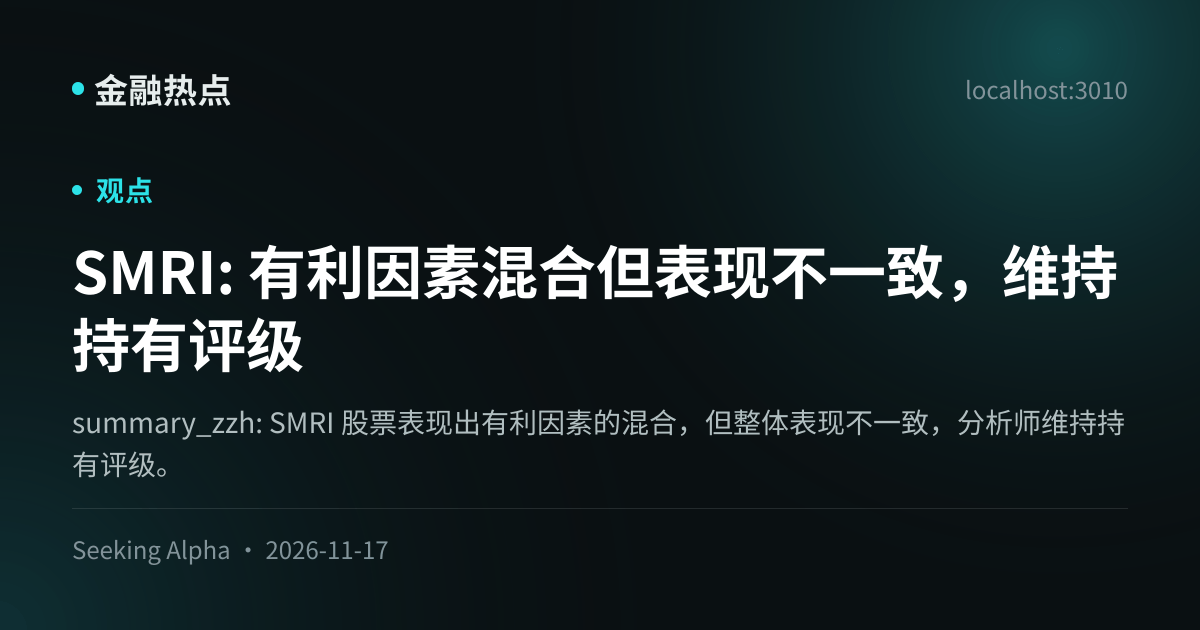 金融热点
localhost:3010
观点
SMRI: 有利因素混合但表现不一致，维持
持有评级
summary_zzh: SMRI 股票表现出有利因素的混合，但整体表现不一致，分析师维持持
有评级。
Seeking Alpha · 2026-11-17